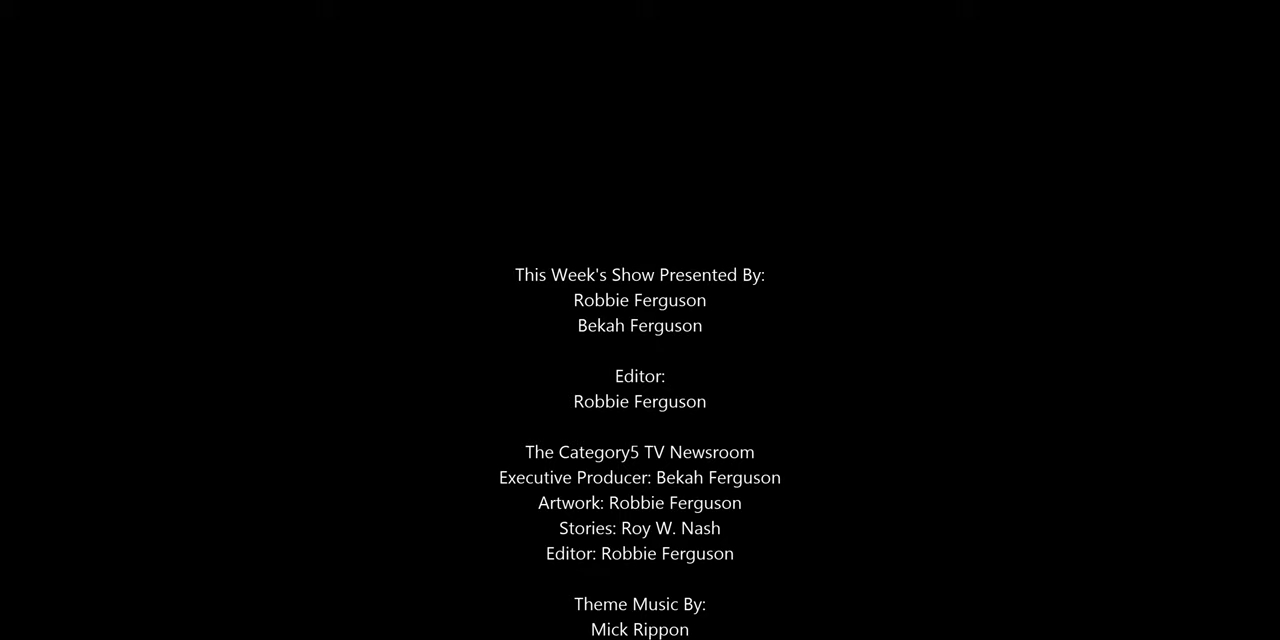 This Week's Show Presented By:
Robbie Ferguson
Bekah Ferguson
Editor:
Robbie Ferguson
The Category5 TV Newsroom
Executive Producer: Bekah Ferguson
Artwork: Robbie Ferguson
Stories: Roy W. Nash
Editor: Robbie Ferguson
Theme Music By:
Mick Rippon